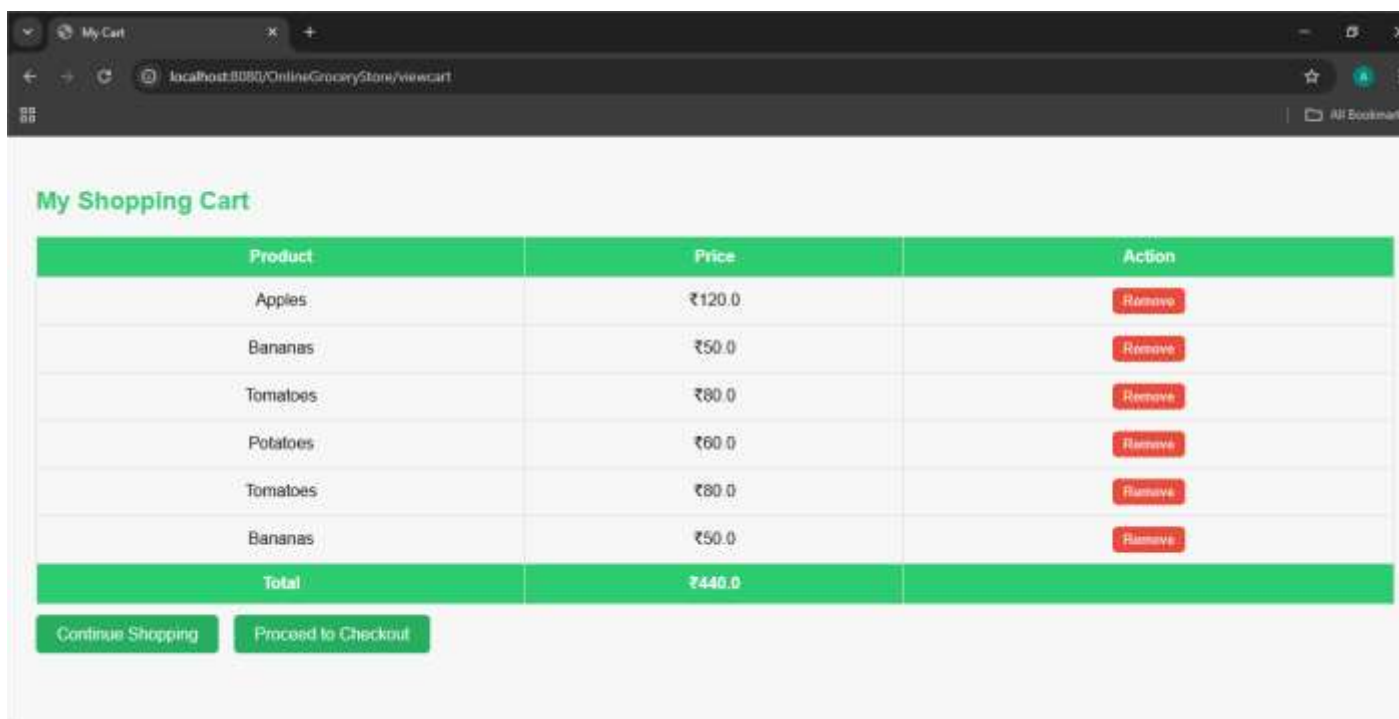 My Cart
localhost:8080/OnlineGroceryStore/viewcart
A
All Bookmar
My Shopping Cart
Product Price Action
Apples ₹120.0 Remove
Bananas ₹50.0 Remove
Tomatoes ₹80.0 Remove
Potatoes ₹60.0 Remove
Tomatoes ₹80.0 Remove
Bananas ₹50.0 Remove
Total ₹440.0
Continue Shopping Proceed to Checkout